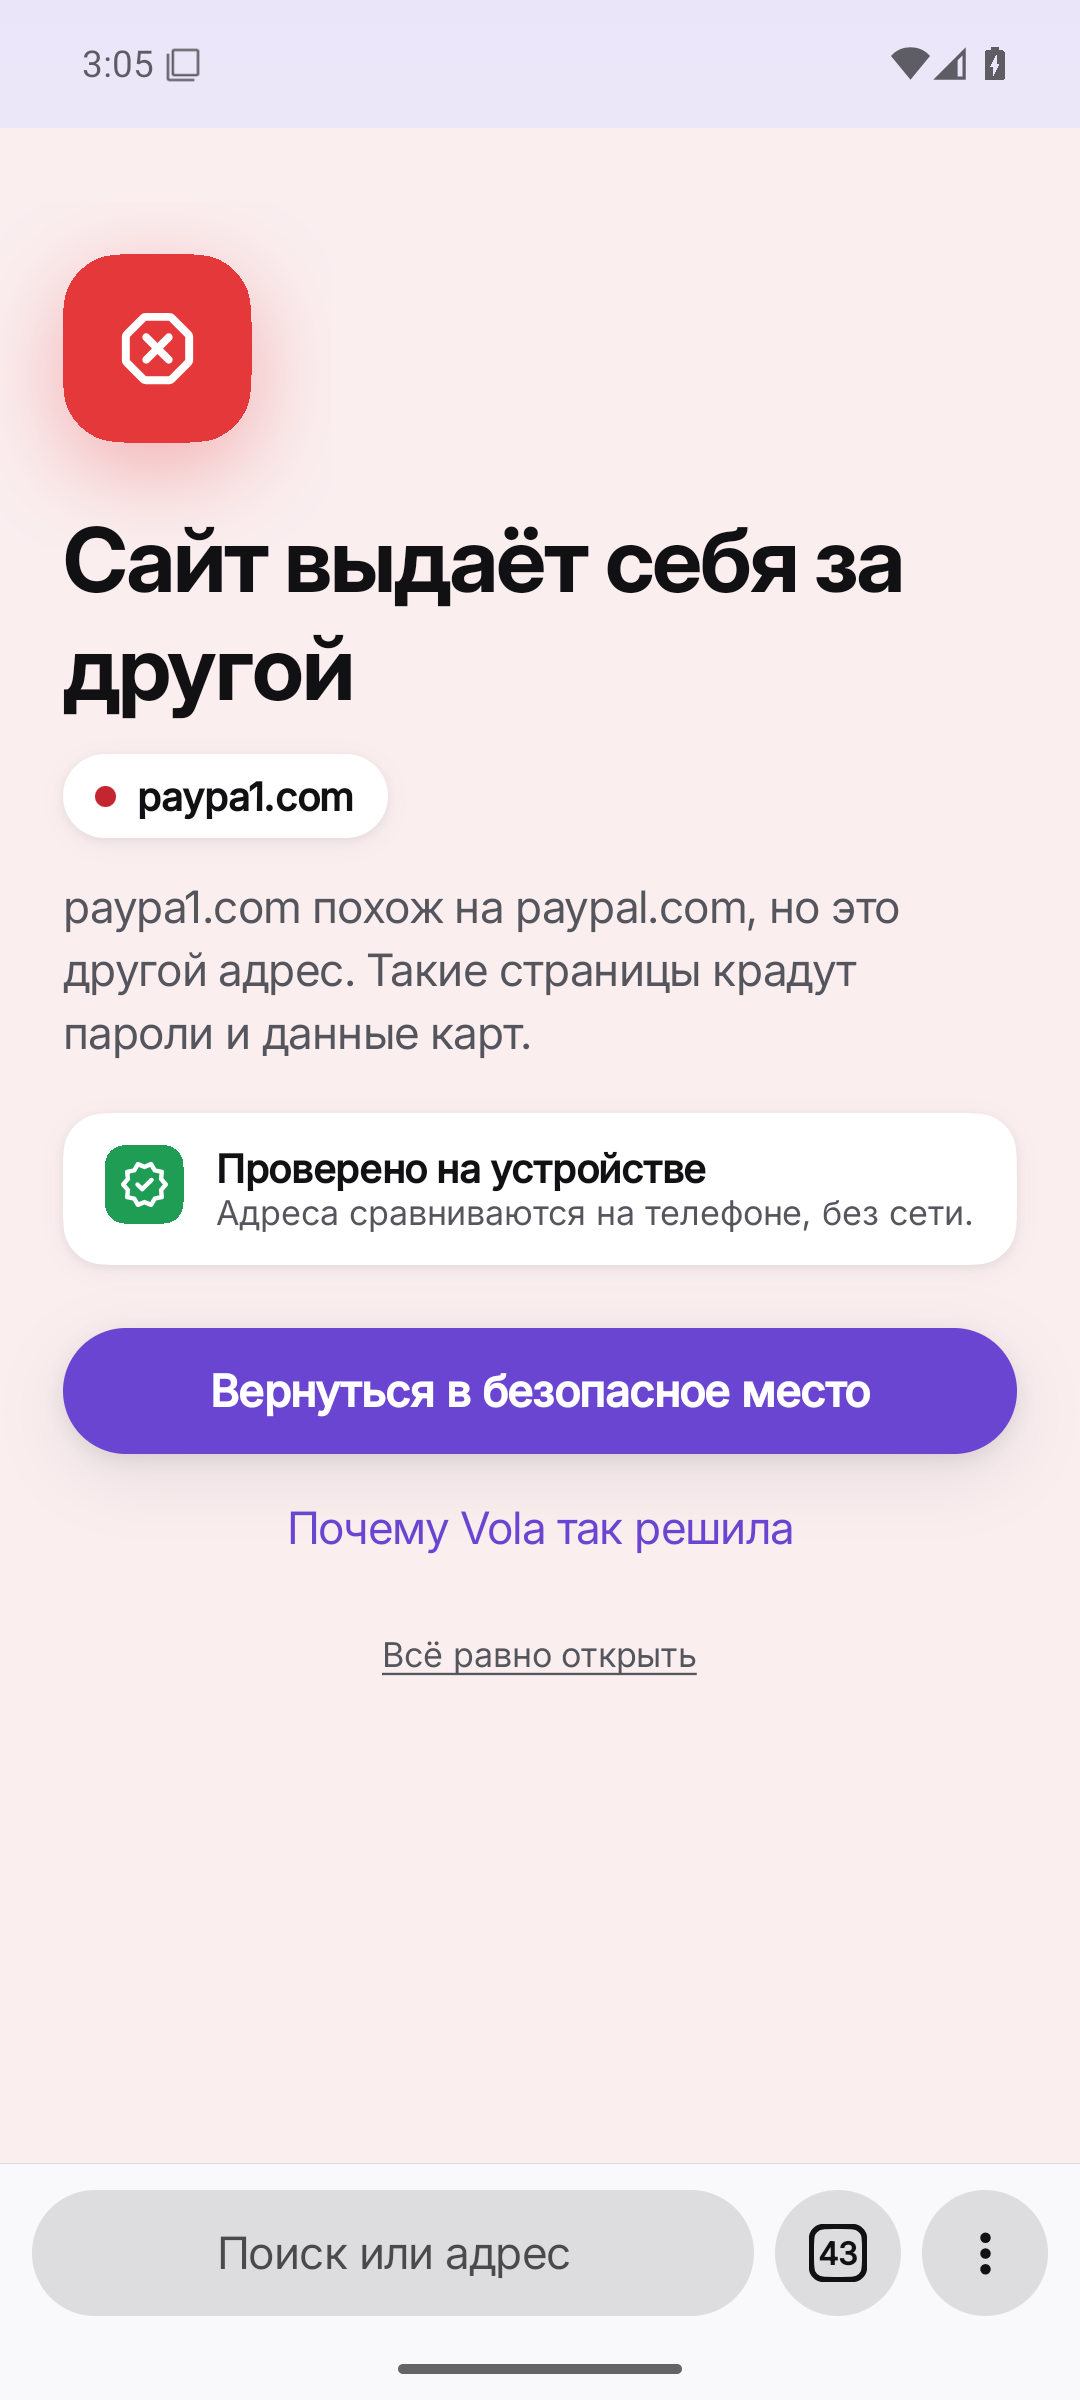 3:05
Сайт выдаёт себя за
другой
paypa1.com
paypa1.com похож на paypal.com, но это
другой адрес. Такие страницы крадут
пароли и данные карт.
Проверено на устройстве
Адреса сравниваются на телефоне, без сети.
Вернуться в безопасное место
Почему Vola так решила
Всё равно открыть
Поиск или адрес
43